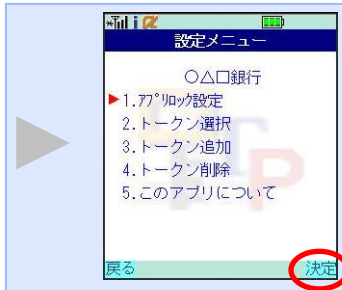 設定メニュー
○△□銀行
1.ｱﾌﾟﾘﾛｯｸ設定
2.トークン選択
3.トークン追加
4.トークン削除
5.このアプリについて
戻る 決定